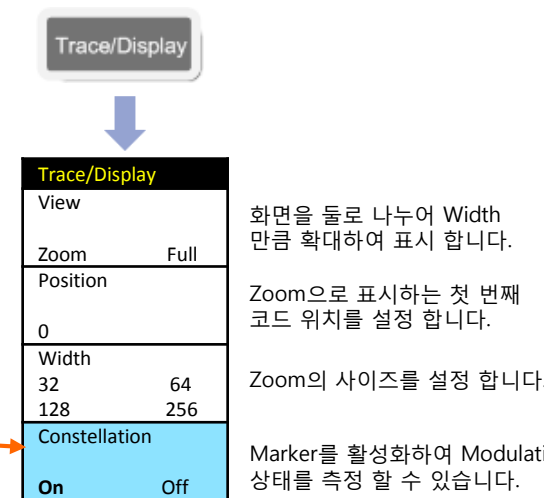 Trace/Display
Trace/Display
View
Zoom Full
화면을 둘로 나누어 Width
만큼 확대하여 표시 합니다.
Position
0
Zoom으로 표시하는 첫 번째
코드 위치를 설정 합니다.
Width
32 64
128 256
Zoom의 사이즈를 설정 합니다.
Constellation
On Off
Marker를 활성화하여
상태를 측정 할 수 있습니다.